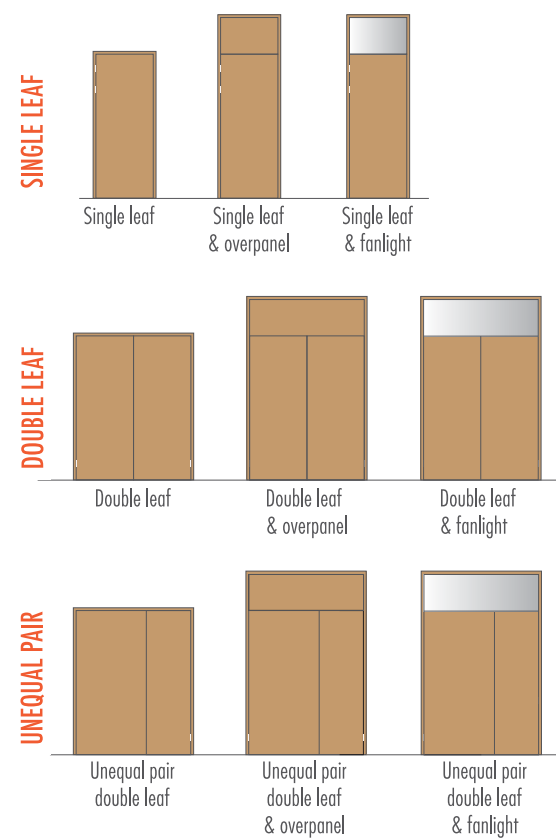 SINGLE LEAF
Single leaf
Single leaf
& overpanel
Single leaf
& fanlight
DOUBLE LEAF
Double leaf
Double leaf
& overpanel
Double leaf
& fanlight
UNEQUAL PAIR
Unequal pair
double leaf
Unequal pair
double leaf
& overpanel
Unequal pair
double leaf
& fanlight